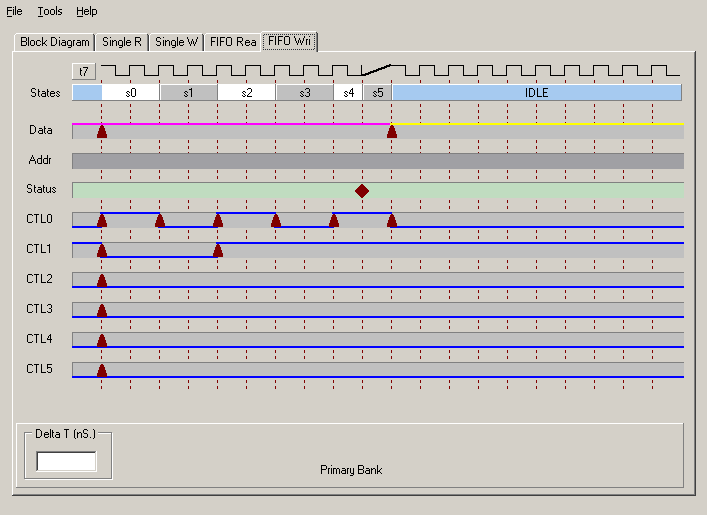 File Tools Help
Block Diagram Single R Single W FIFO Rea FIFO Wri
t7
States s0 s1 s2 s3 s4 s5 IDLE
Data
Addr
Status
CTL0
CTL1
CTL2
CTL3
CTL4
CTL5
Delta T (nS.)
Primary Bank